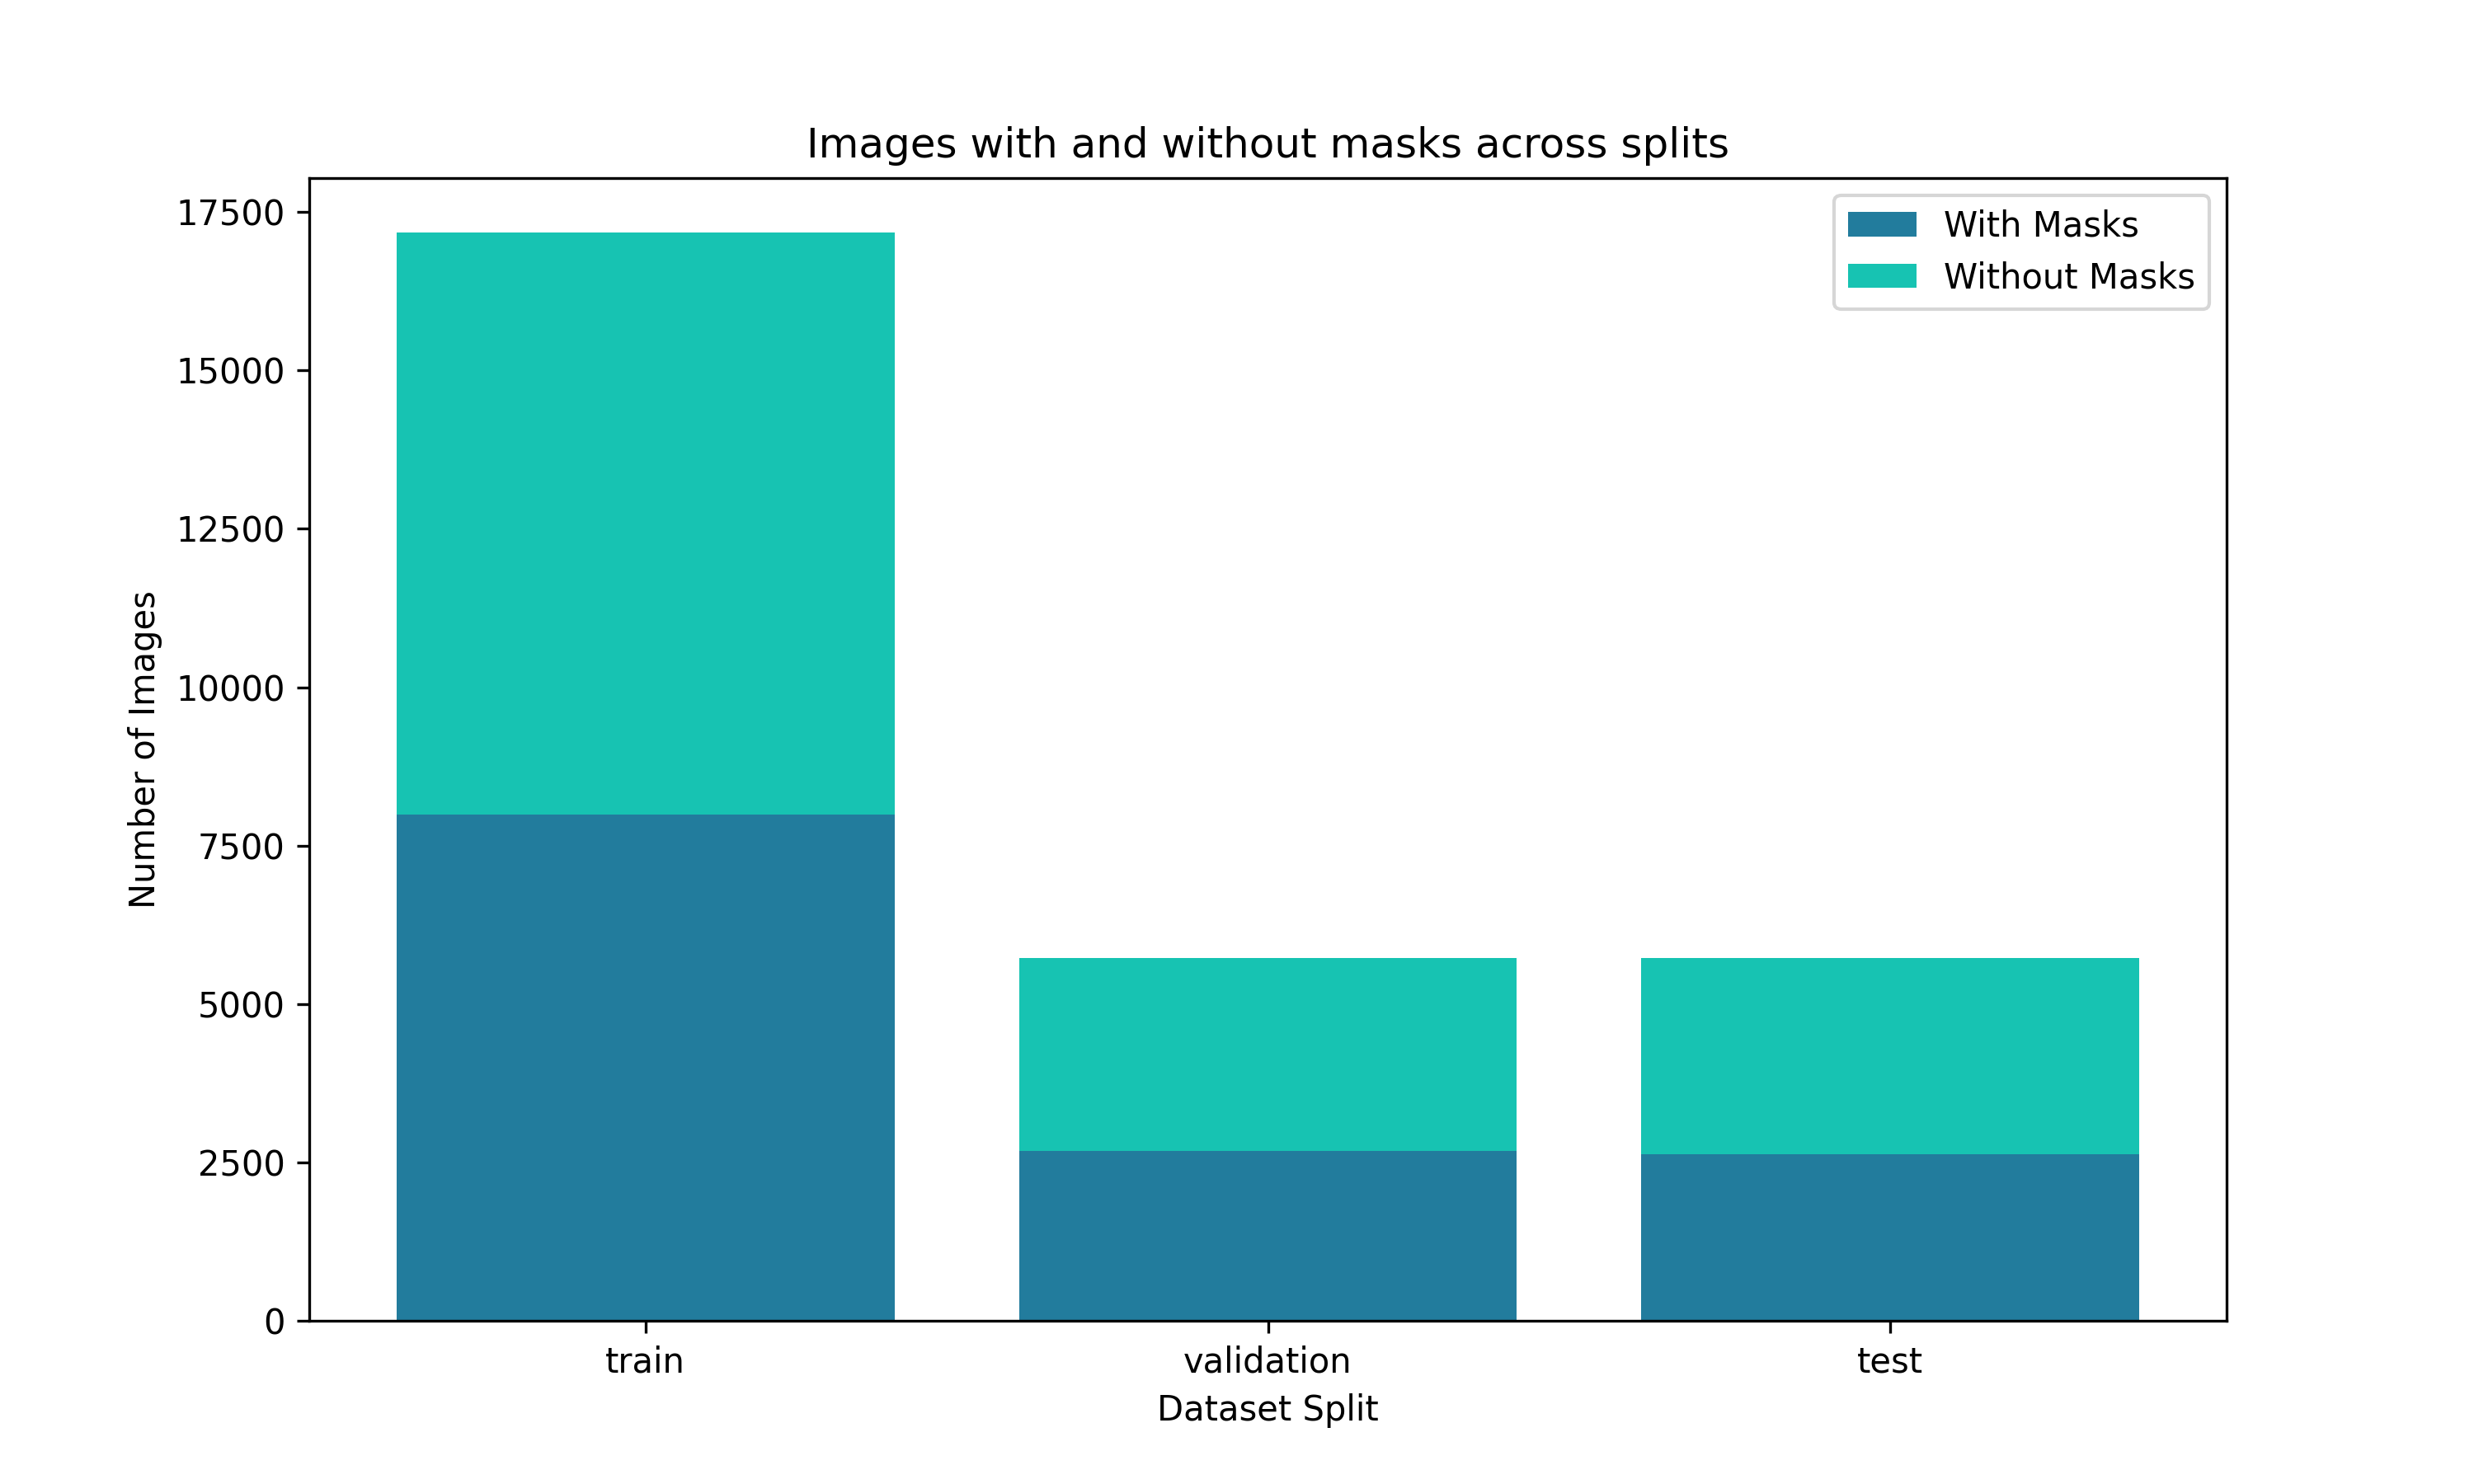 Images with and without masks across splits
With Masks
Without Masks
17500
15000
12500
10000
7500
5000
2500
0
Number of Images
train
validation
test
Dataset Split